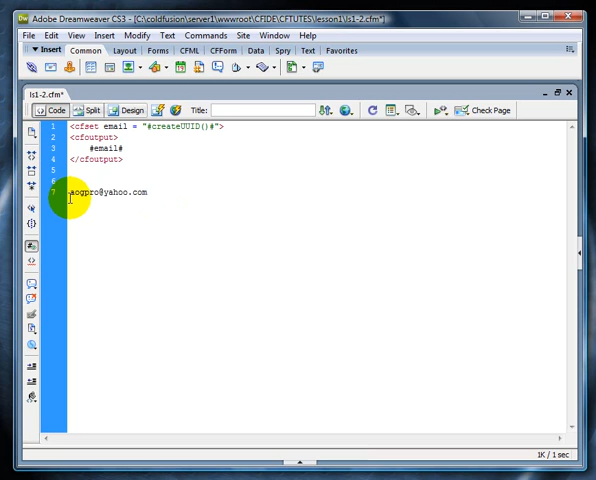 Dw Adobe Dreamweaver CS3 - [C:\coldfusion\server1\wwwroot\CFIDE\CFTUTES\lesson1\ls1-2.cfm*]
File Edit View Insert Modify Text Commands Site Window Help
▼ Insert Common Layout Forms CFML CFForm Data Spry Text Favorites
ls1-2.cfm*
Code Split Design Title: Check Page
1 <cfset email = "#createUUID()#">
2 <cfoutput>
3 #email#
4 </cfoutput>
5
6
7 aogpro@yahoo.com
1K / 1 sec